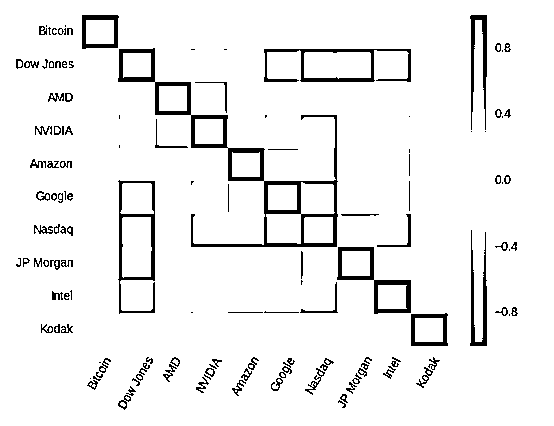 Bitcoin
Dow Jones
AMD
NVIDIA
Amazon
Google
Nasdaq
JP Morgan
Intel
Kodak
0.8
0.4
0.0
-0.4
-0.8
Bitcoin
Dow Jones
AMD
NVIDIA
Amazon
Google
Nasdaq
JP Morgan
Intel
Kodak